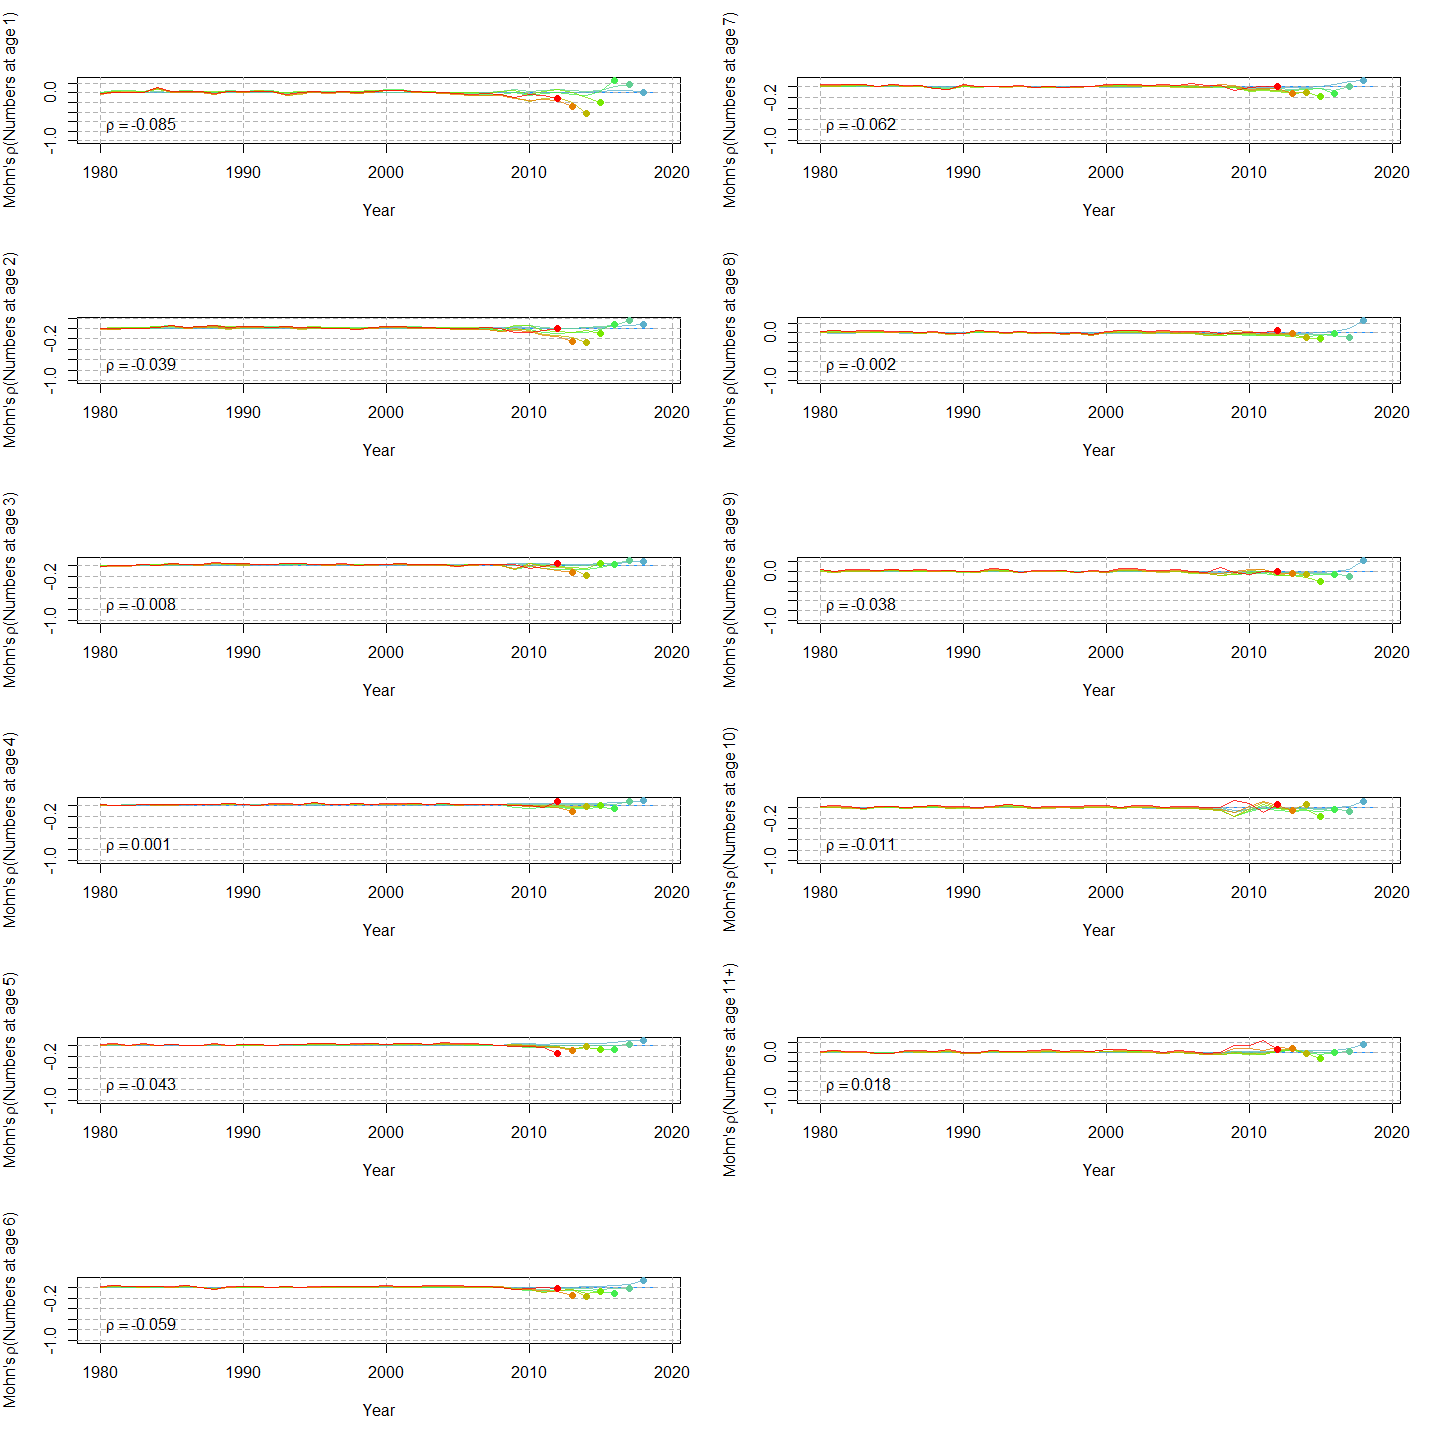 Mohn's ρ(Numbers at age 1)
0.0
-1.0
ρ = -0.085
1980 1990 2000 2010 2020
Year
Mohn's ρ(Numbers at age 2)
-0.2
-1.0
ρ = -0.039
1980 1990 2000 2010 2020
Year
Mohn's ρ(Numbers at age 3)
-0.2
-1.0
ρ = -0.008
1980 1990 2000 2010 2020
Year
Mohn's ρ(Numbers at age 4)
-0.2
-1.0
ρ = 0.001
1980 1990 2000 2010 2020
Year
Mohn's ρ(Numbers at age 5)
-0.2
-1.0
ρ = -0.043
1980 1990 2000 2010 2020
Year
Mohn's ρ(Numbers at age 6)
-0.2
-1.0
ρ = -0.059
1980 1990 2000 2010 2020
Year
Mohn's ρ(Numbers at age 7)
-0.2
-1.0
ρ = -0.062
1980 1990 2000 2010 2020
Year
Mohn's ρ(Numbers at age 8)
0.0
-1.0
ρ = -0.002
1980 1990 2000 2010 2020
Year
Mohn's ρ(Numbers at age 9)
0.0
-1.0
ρ = -0.038
1980 1990 2000 2010 2020
Year
Mohn's ρ(Numbers at age 10)
-0.2
-1.0
ρ = -0.011
1980 1990 2000 2010 2020
Year
Mohn's ρ(Numbers at age 11+)
0.0
-1.0
ρ = 0.018
1980 1990 2000 2010 2020
Year